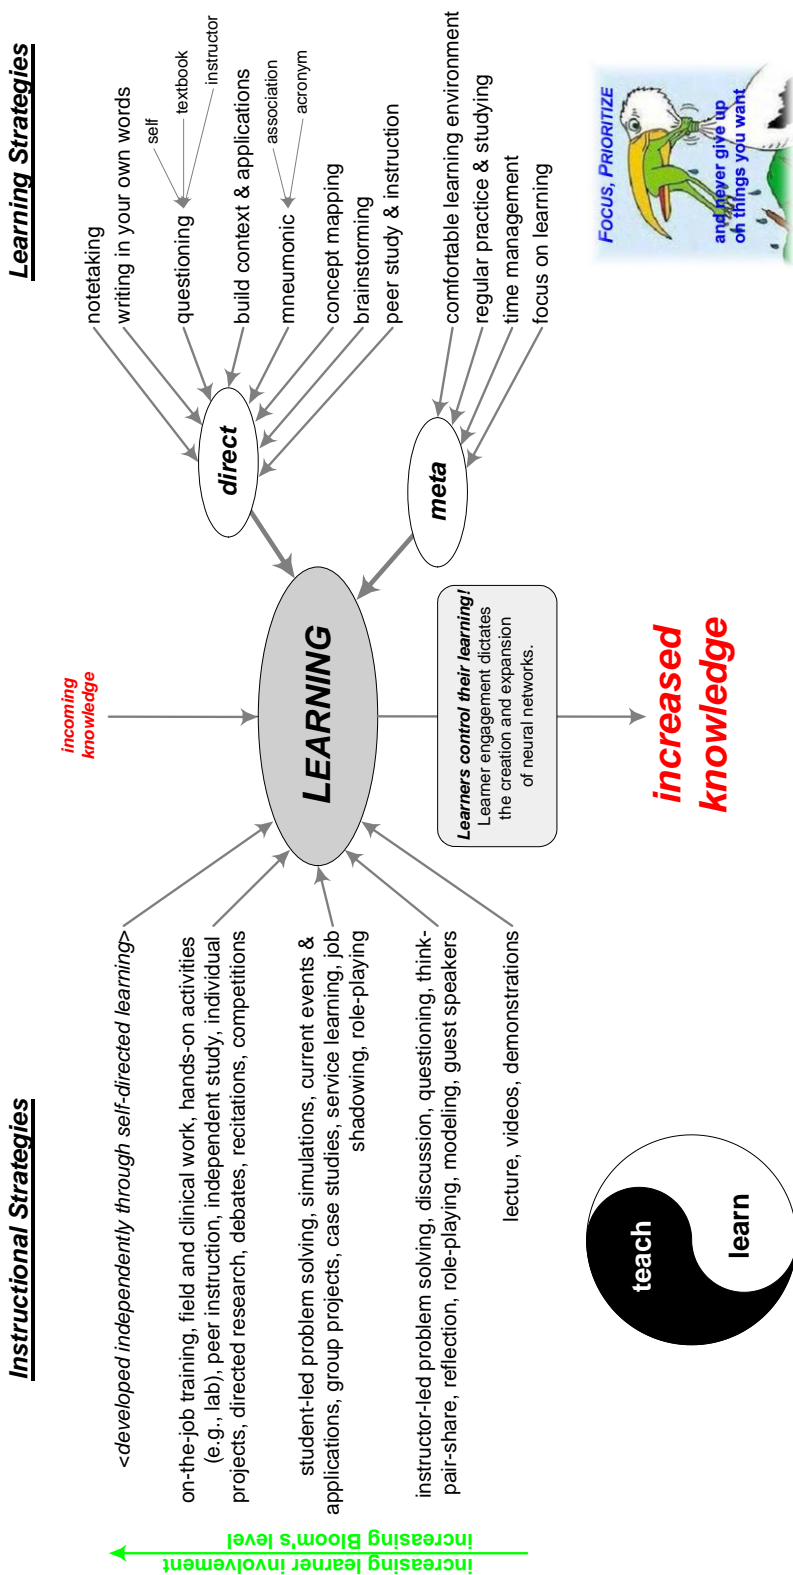 Instructional Strategies
Learning Strategies
increasing learner involvement
increasing Bloom's level
<developed independently through self-directed learning>
on-the-job training, field and clinical work, hands-on activities
(e.g., lab), peer instruction, independent study, individual
projects, directed research, debates, recitations, competitions
student-led problem solving, simulations, current events &
applications, group projects, case studies, service learning, job
shadowing, role-playing
instructor-led problem solving, discussion, questioning, think-
pair-share, reflection, role-playing, modeling, guest speakers
lecture, videos, demonstrations
teach
learn
incoming
knowledge
LEARNING
Learners control their learning!
Learner engagement dictates
the creation and expansion
of neural networks.
increased
knowledge
direct
notetaking
writing in your own words
questioning
self
textbook
instructor
build context & applications
mneumonic
association
acronym
concept mapping
brainstorming
peer study & instruction
meta
comfortable learning environment
regular practice & studying
time management
focus on learning
FOCUS, PRIORITIZE
and never give up
on things you want